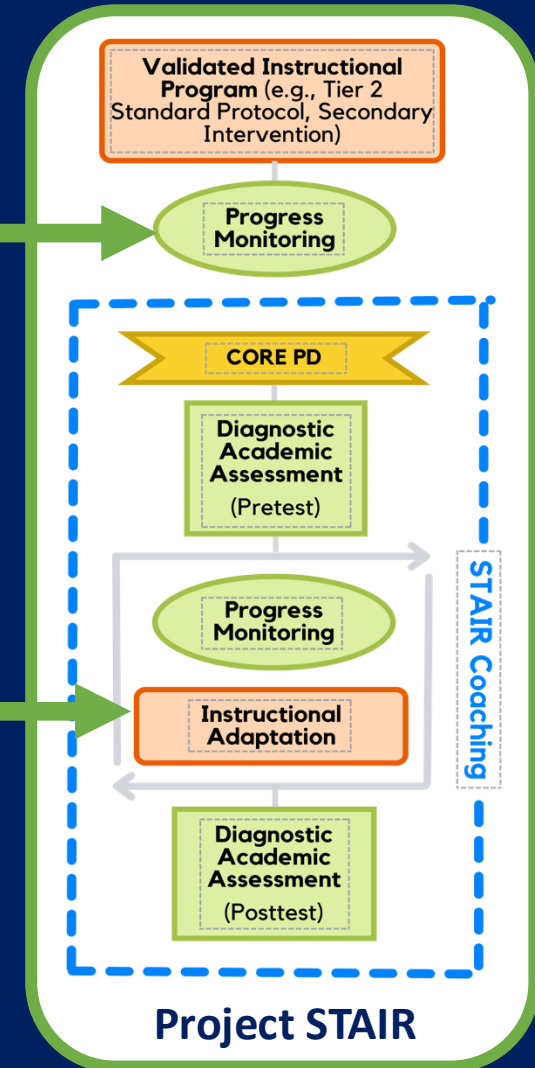 Validated Instructional
Program (e.g., Tier 2
Standard Protocol, Secondary
Intervention)
Progress
Monitoring
CORE PD
Diagnostic
Academic
Assessment
(Pretest)
Progress
Monitoring
STAIR Coaching
Instructional
Adaptation
Diagnostic
Academic
Assessment
(Posttest)
Project STAIR